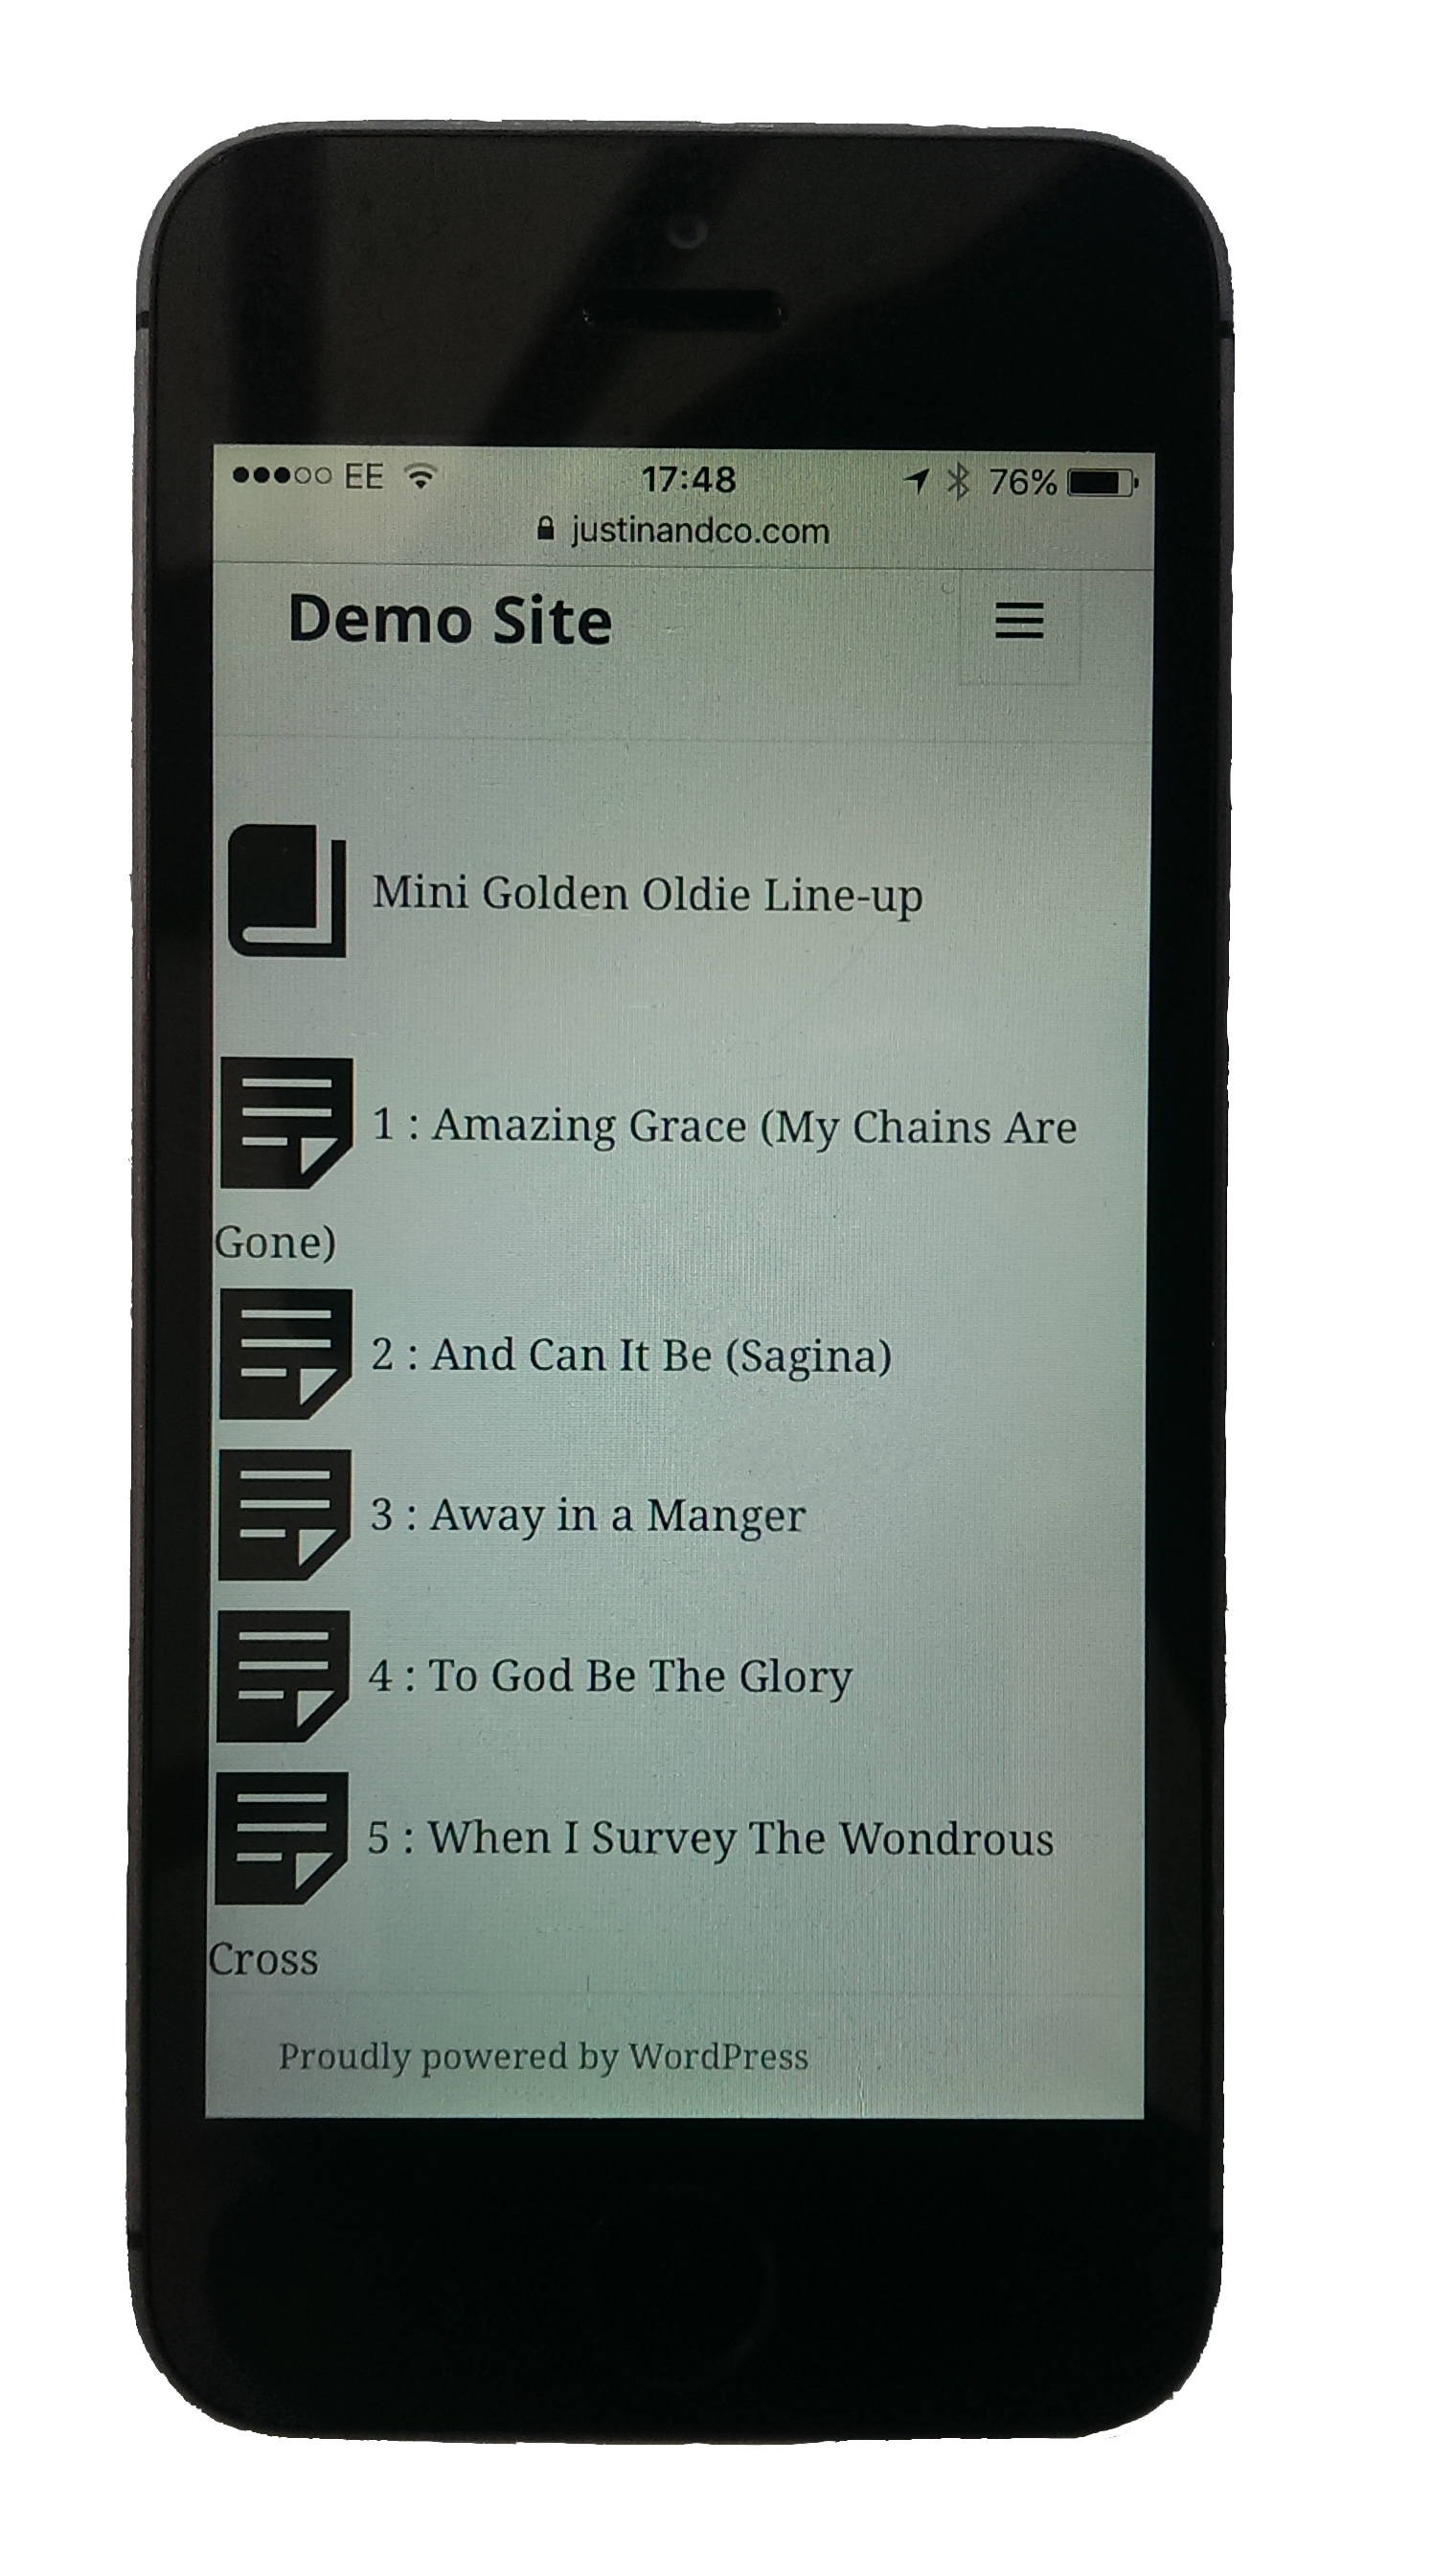 EE 17:48 76%
justinandco.com
Demo Site
Mini Golden Oldie Line-up
1 : Amazing Grace (My Chains Are
Gone)
2 : And Can It Be (Sagina)
3 : Away in a Manger
4 : To God Be The Glory
5 : When I Survey The Wondrous
Cross
Proudly powered by WordPress